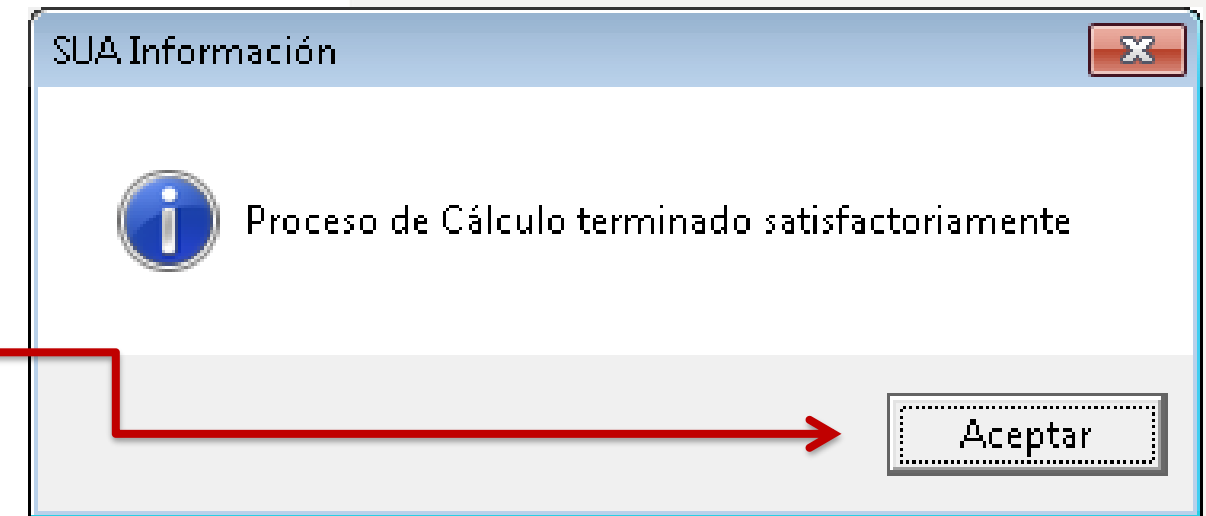 SUA Información
Proceso de Cálculo terminado satisfactoriamente
Aceptar